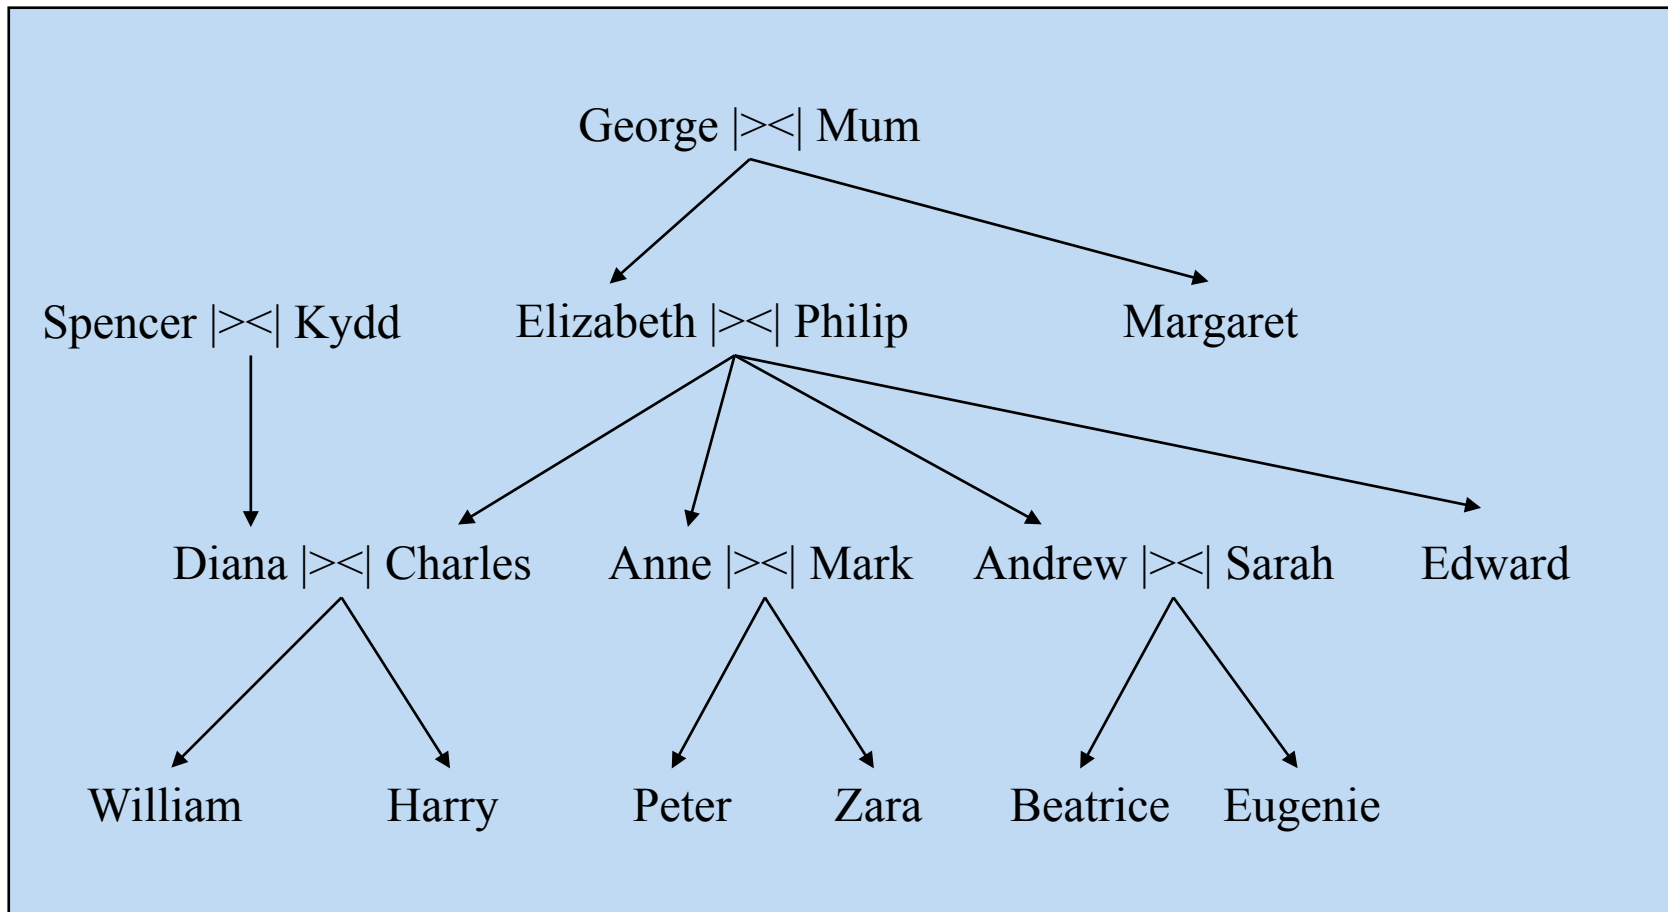 George |><| Mum
Spencer |><| Kydd Elizabeth |><| Philip Margaret
Diana |><| Charles Anne |><| Mark Andrew |><| Sarah Edward
William Harry Peter Zara Beatrice Eugenie